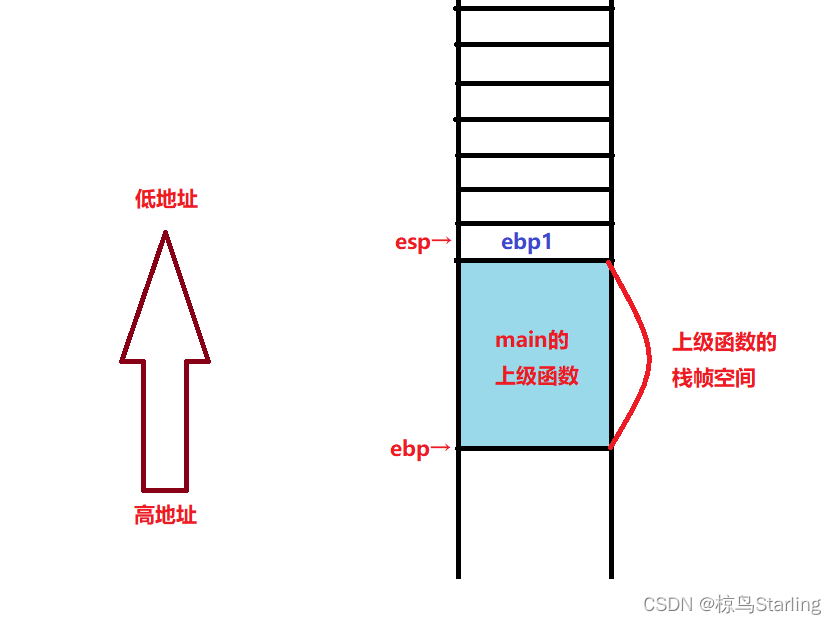 低地址
esp→
ebp1
main的
上级函数
上级函数的
栈帧空间
ebp→
高地址
CSDN @椋鸟Starling